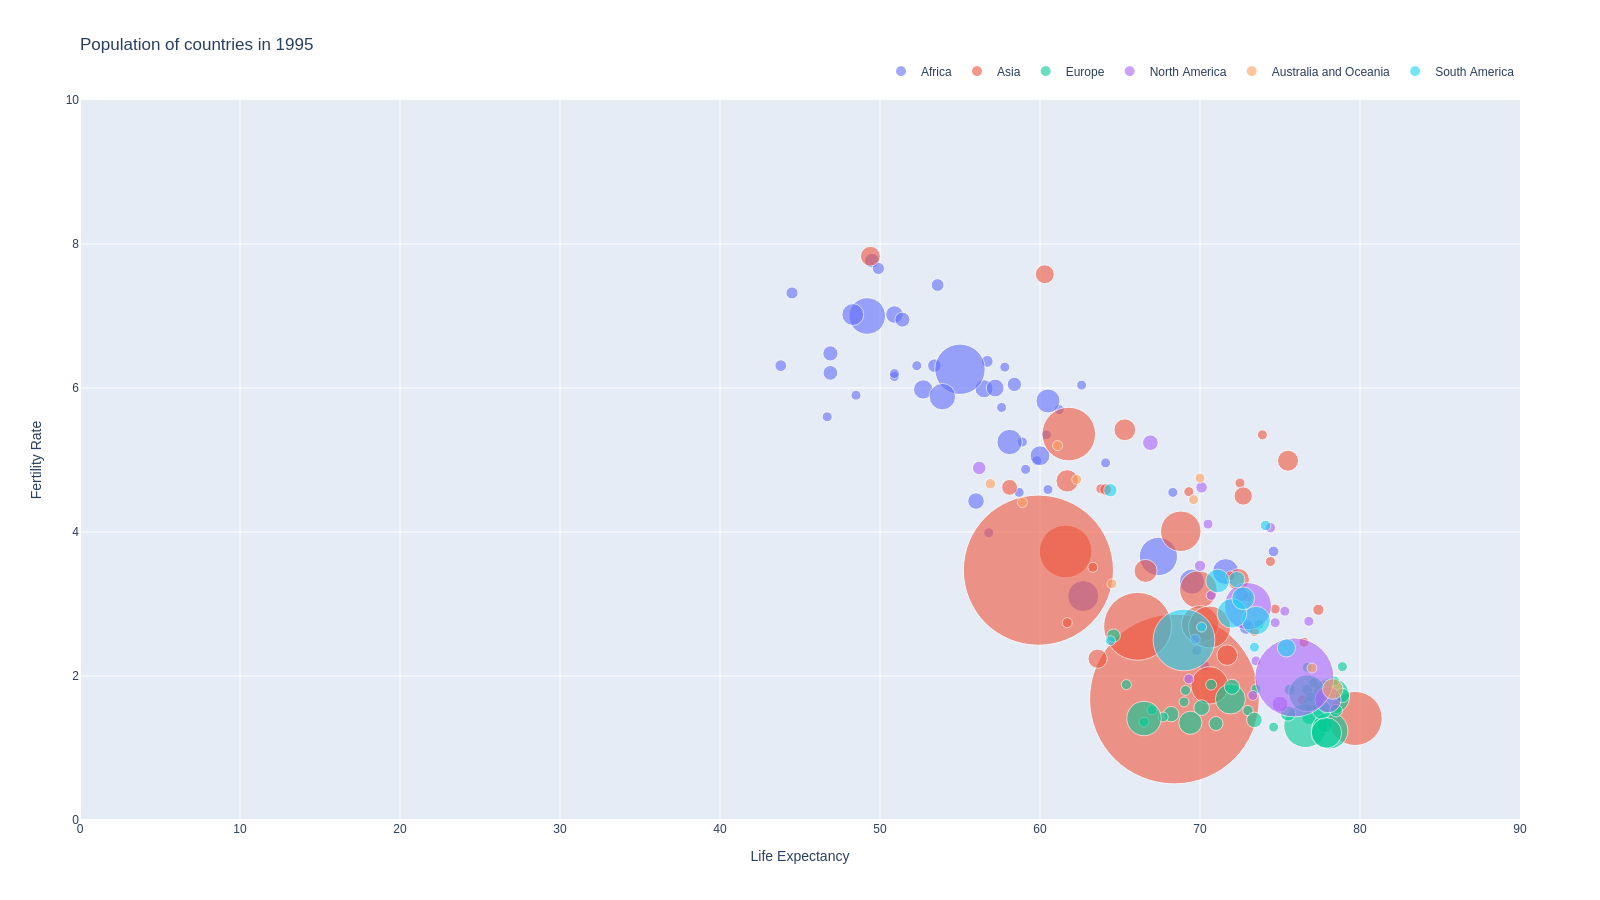 Population of countries in 1995
Africa Asia Europe North America Australia and Oceania South America
10
8
6
4
2
0
Fertility Rate
0 10 20 30 40 50 60 70 80 90
Life Expectancy